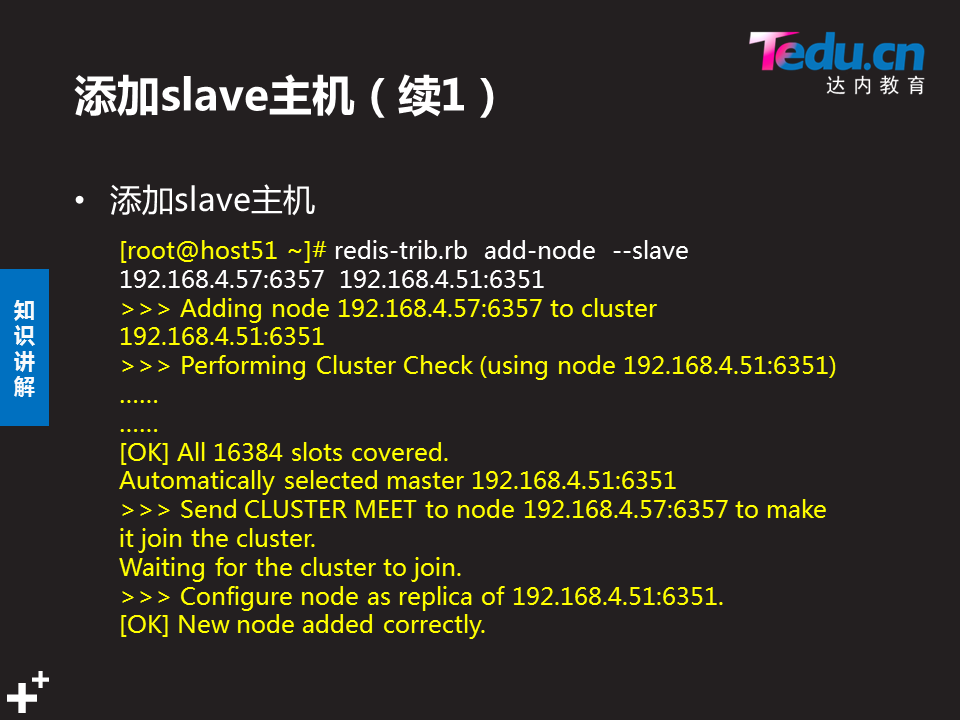 Tedu.cn
达内教育
添加slave主机（续1）
• 添加slave主机
[root@host51 ~]# redis-trib.rb  add-node  --slave
192.168.4.57:6357  192.168.4.51:6351
>>> Adding node 192.168.4.57:6357 to cluster
192.168.4.51:6351
>>> Performing Cluster Check (using node 192.168.4.51:6351)
……
……
[OK] All 16384 slots covered.
Automatically selected master 192.168.4.51:6351
>>> Send CLUSTER MEET to node 192.168.4.57:6357 to make
it join the cluster.
Waiting for the cluster to join.
>>> Configure node as replica of 192.168.4.51:6351.
[OK] New node added correctly.
知
识
讲
解